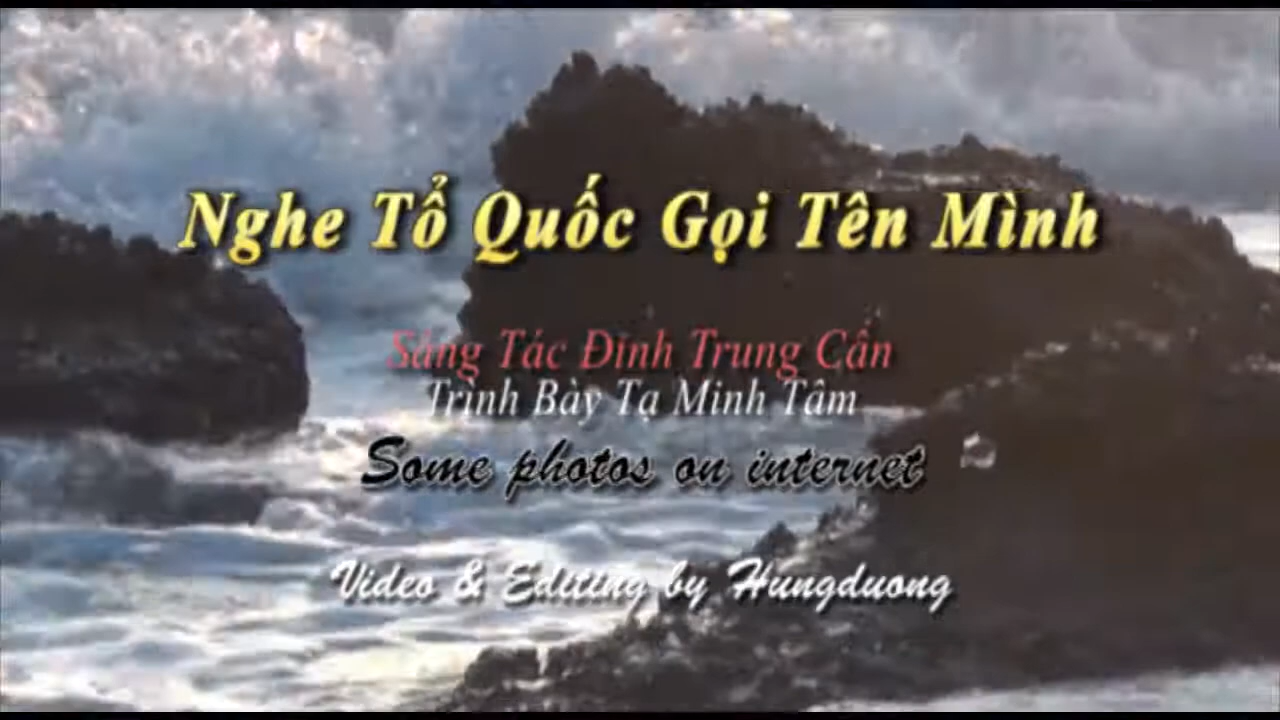 Nghe Tổ Quốc Gọi Tên Mình
Sáng Tác Đinh Trung Cẩn
Trình Bày Tạ Minh Tâm
Some photos on internet
Video & Editing by Hungduong